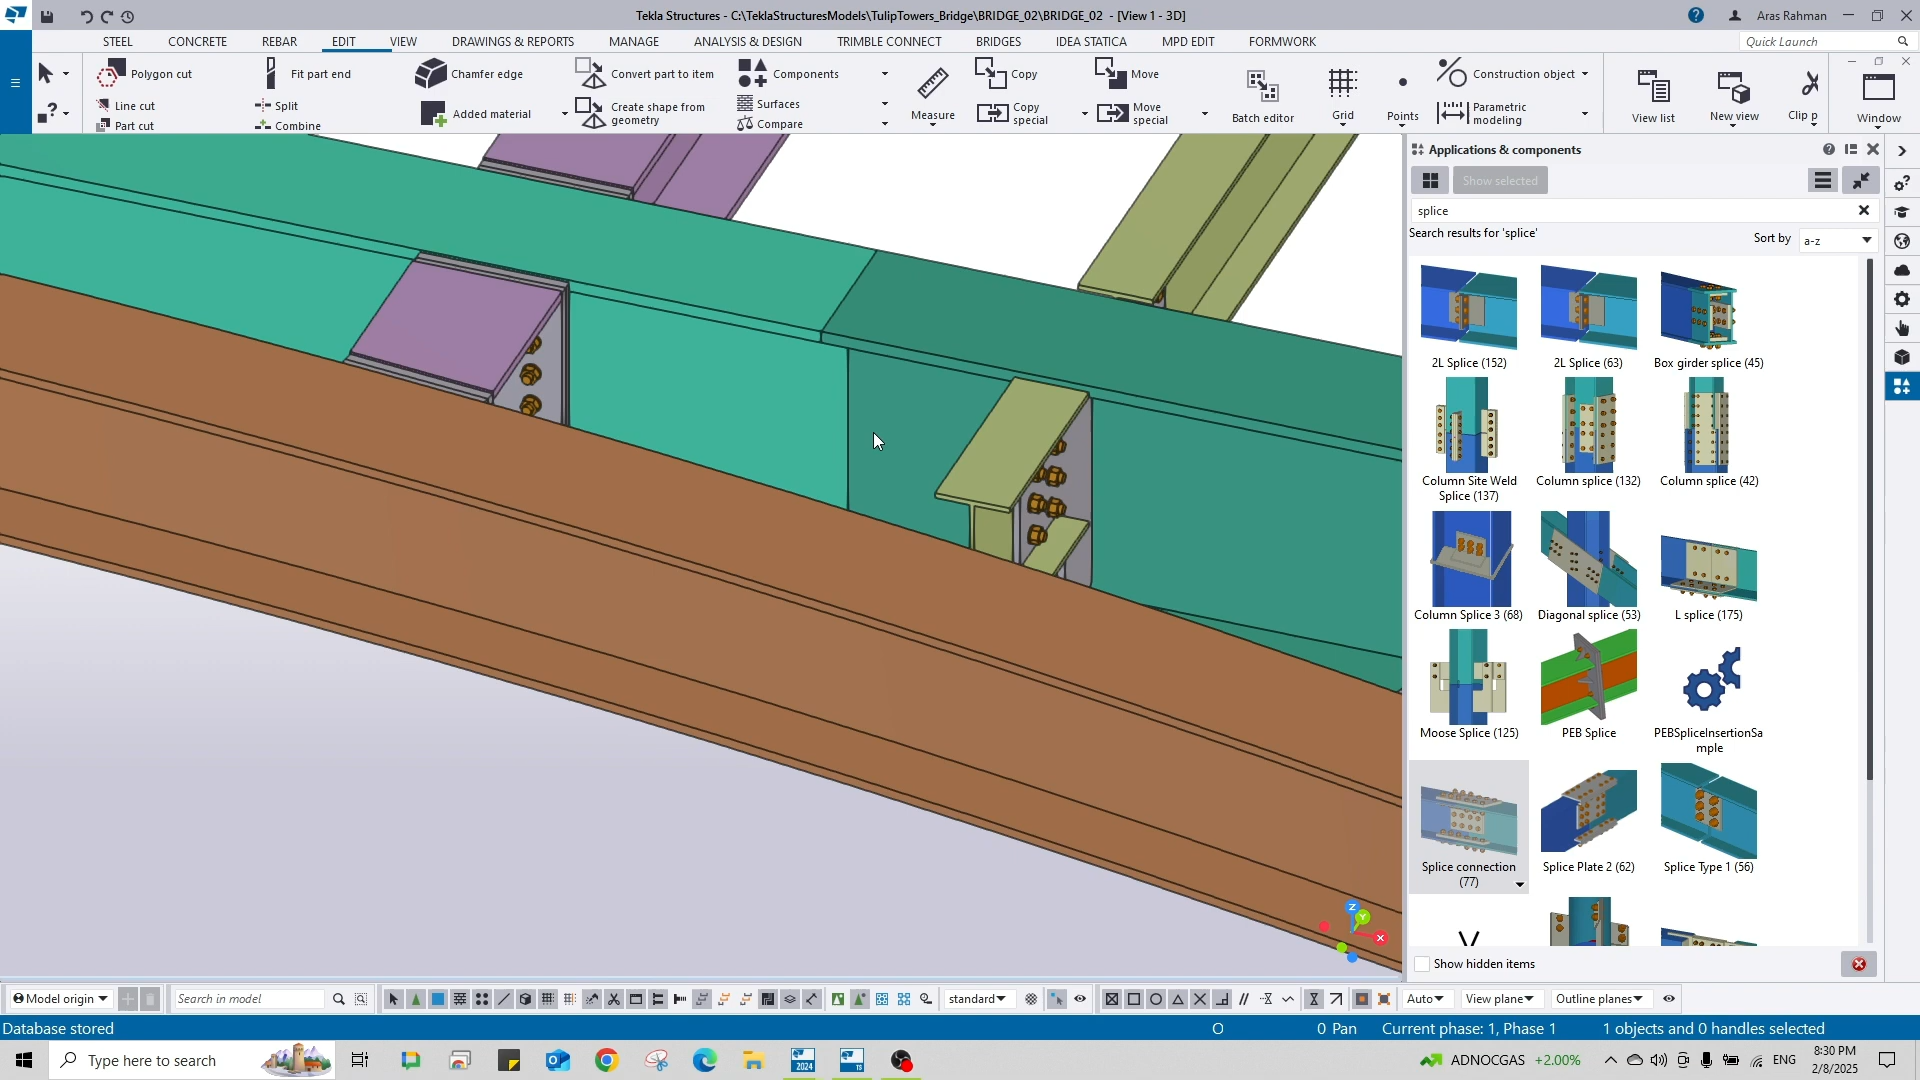 Tekla Structures - C:\TeklaStructuresModels\TulipTowers_Bridge\BRIDGE_02\BRIDGE_02 - [View 1 - 3D]
Aras Rahman
STEEL CONCRETE REBAR EDIT VIEW DRAWINGS & REPORTS MANAGE ANALYSIS & DESIGN TRIMBLE CONNECT BRIDGES IDEA STATICA MPD EDIT FORMWORK
Quick Launch
Polygon cut
Line cut
Part cut
Fit part end
Split
Combine
Chamfer edge
Added material
Convert part to item
Create shape from
geometry
Components
Surfaces
Compare
Measure
Copy
Copy
special
Move
Move
special
Batch editor
Grid
Points
Construction object
Parametric
modeling
View list
New view
Clip p
Window
Applications & components
Show selected
splice
Search results for 'splice'
Sort by
a-z
2L Splice (152)
2L Splice (63)
Box girder splice (45)
Column Site Weld
Splice (137)
Column splice (132)
Column splice (42)
Column Splice 3 (68)
Diagonal splice (53)
L splice (175)
Moose Splice (125)
PEB Splice
PEBSpliceInsertionSa
mple
Splice connection
(77)
Splice Plate 2 (62)
Splice Type 1 (56)
Show hidden items
Z
Y
X
Model origin
Search in model
standard
Auto
View plane
Outline planes
Database stored
O
0 Pan
Current phase: 1, Phase 1
1 objects and 0 handles selected
Type here to search
2024
TS
ADNOCGAS +2.00%
ENG
8:30 PM
2/8/2025